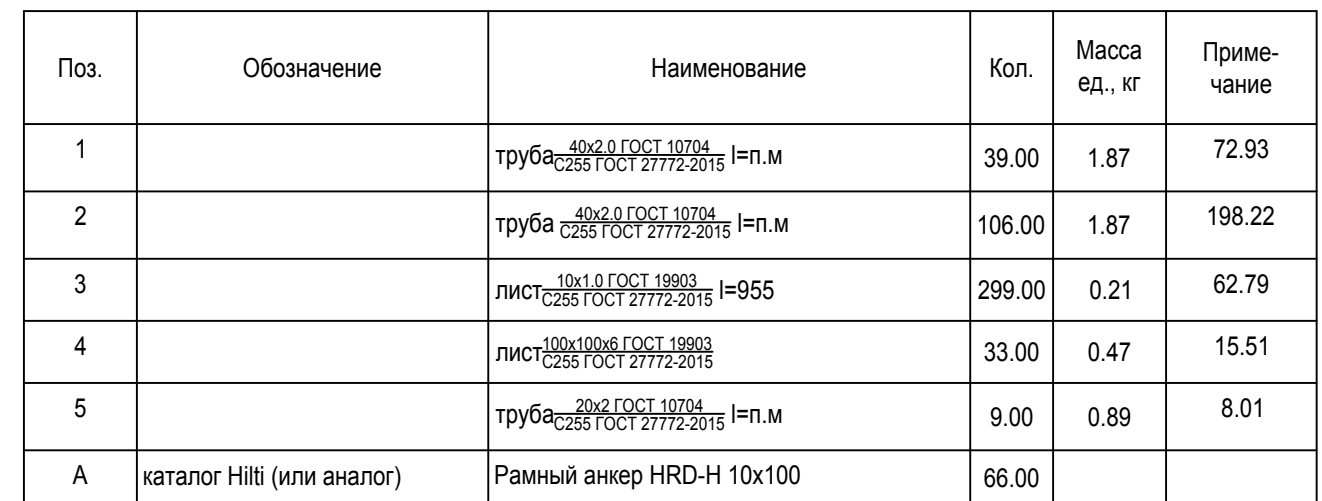 Поз. Обозначение Наименование Кол. Масса ед., кг Приме-чание
1 труба 40x2.0 ГОСТ 10704 / С255 ГОСТ 27772-2015 l=п.м 39.00 1.87 72.93
2 труба 40x2.0 ГОСТ 10704 / С255 ГОСТ 27772-2015 l=п.м 106.00 1.87 198.22
3 лист 10x1.0 ГОСТ 19903 / С255 ГОСТ 27772-2015 l=955 299.00 0.21 62.79
4 лист 100x100x6 ГОСТ 19903 / С255 ГОСТ 27772-2015 33.00 0.47 15.51
5 труба 20x2 ГОСТ 10704 / С255 ГОСТ 27772-2015 l=п.м 9.00 0.89 8.01
А каталог Hilti (или аналог) Рамный анкер HRD-H 10x100 66.00